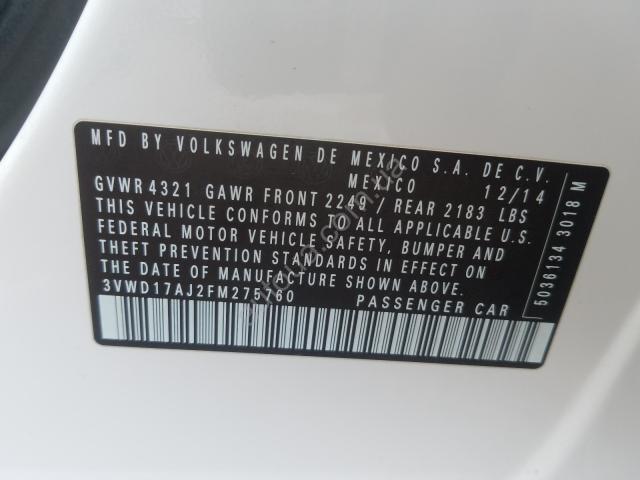 MFD BY VOLKSWAGEN DE MEXICO S.A. DE C.V.
MEXICO 12/14
GVWR 4321 GAWR FRONT 2249 / REAR 2183 LBS
THIS VEHICLE CONFORMS TO ALL APPLICABLE U.S.
FEDERAL MOTOR VEHICLE SAFETY, BUMPER AND
THEFT PREVENTION STANDARDS IN EFFECT ON
THE DATE OF MANUFACTURE SHOWN ABOVE.
3VWD17AJ2FM275760 PASSENGER CAR
5036134 3018 M